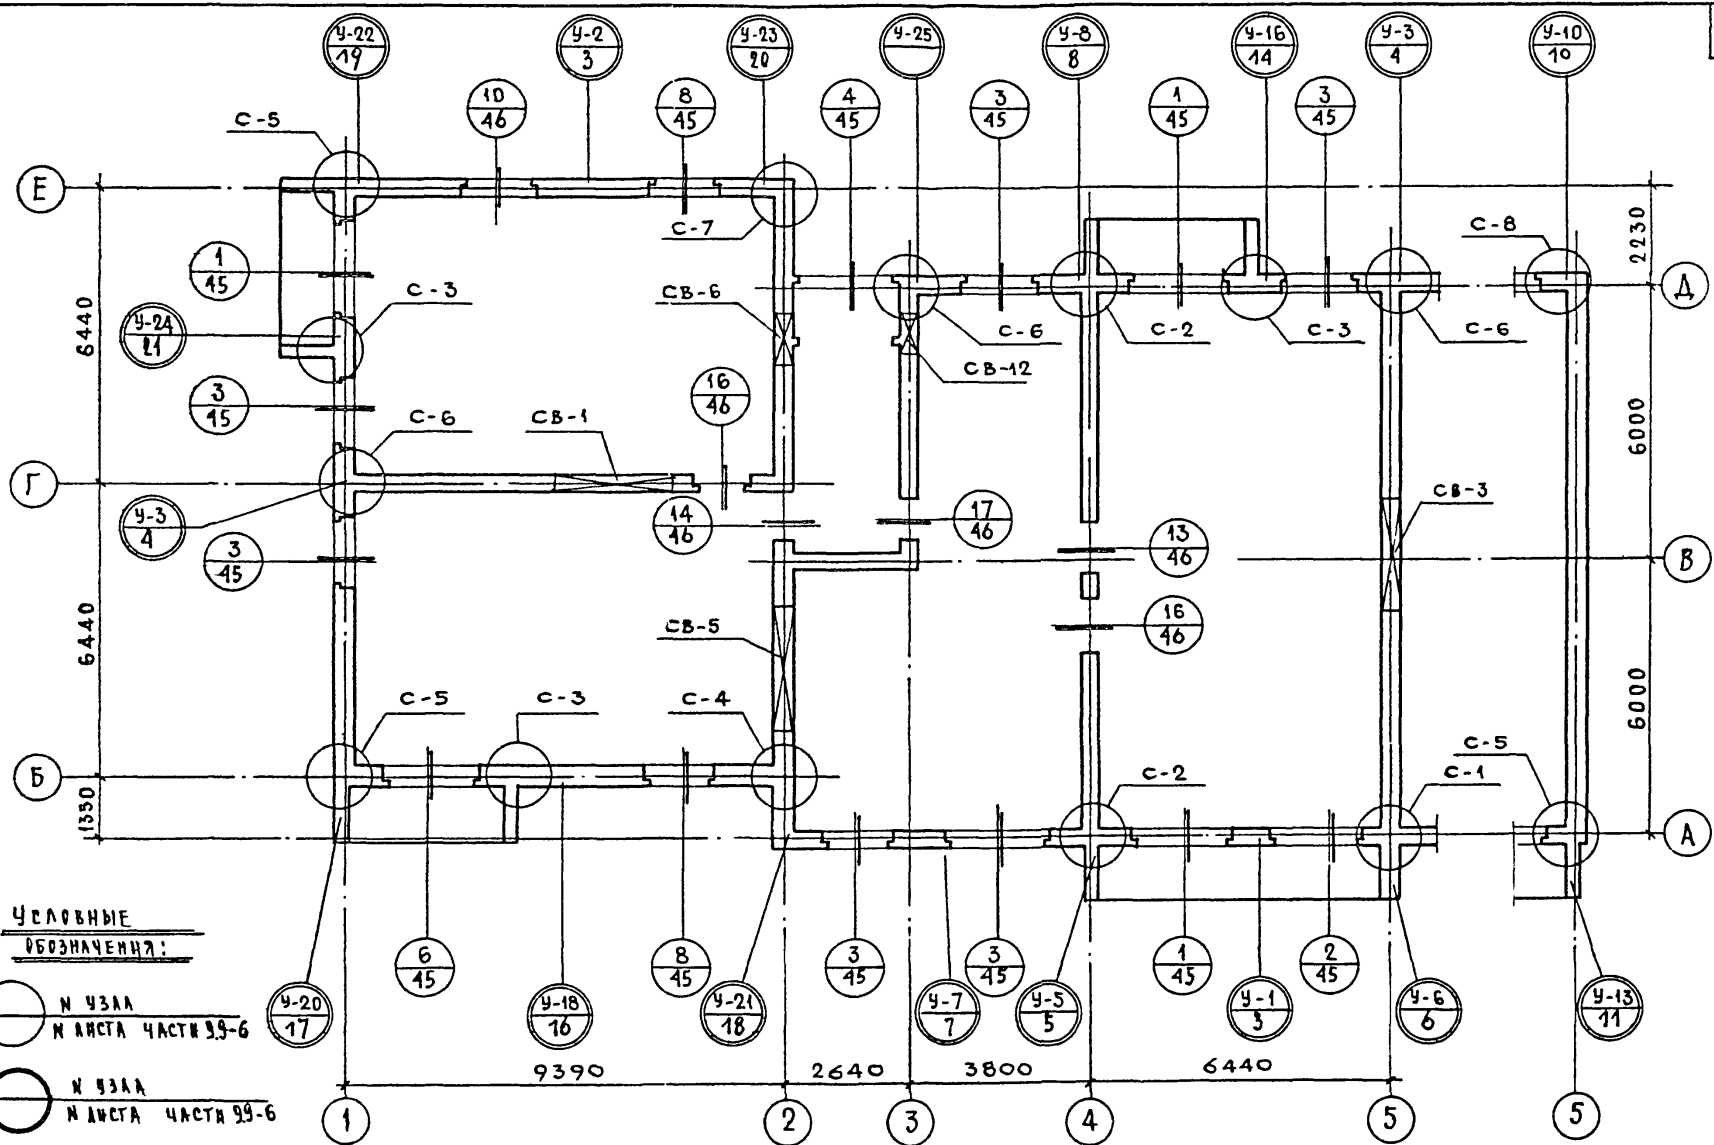 У-22
19
У-2
3
У-23
20
У-25
У-8
8
У-16
14
У-3
4
У-10
10
10
46
8
45
4
45
3
45
1
45
3
45
С-5
Е
С-7
С-8
2230
Д
1
45
С-3
СВ-6
С-6
С-2
С-3
С-6
6440
У-24
21
СВ-12
3
45
16
46
6000
С-6
СВ-1
Г
СВ-3
У-3
4
14
46
17
46
13
46
3
45
В
16
46
6440
СВ-5
6000
С-5
С-3
С-4
С-5
С-2
С-1
Б
1350
А
УСЛОВНЫЕ
ОБОЗНАЧЕНИЯ:
6
45
8
45
3
45
3
45
1
45
2
45
N УЗЛА
N ЛИСТА ЧАСТИ 99-6
У-20
17
У-18
16
У-21
18
У-7
7
У-5
5
У-1
3
У-6
6
У-13
11
N УЗЛА
N ЛИСТА ЧАСТИ 99-6
9390
2640
3800
6440
1
2
3
4
5
5